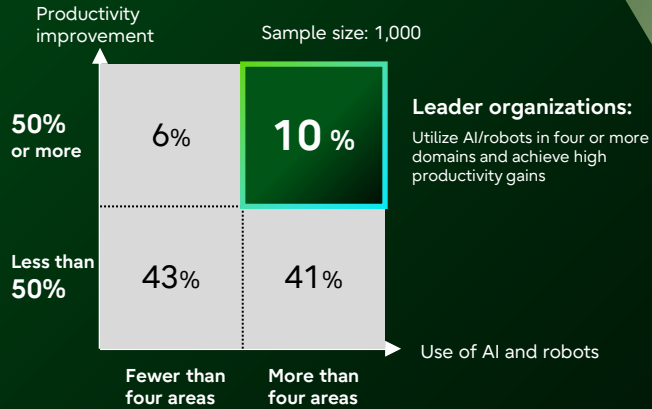 Productivity
improvement
Sample size: 1,000
50%
or more
6%
10 %
Leader organizations:
Utilize AI/robots in four or more
domains and achieve high
productivity gains
Less than
50%
43%
41%
Use of AI and robots
Fewer than
four areas
More than
four areas